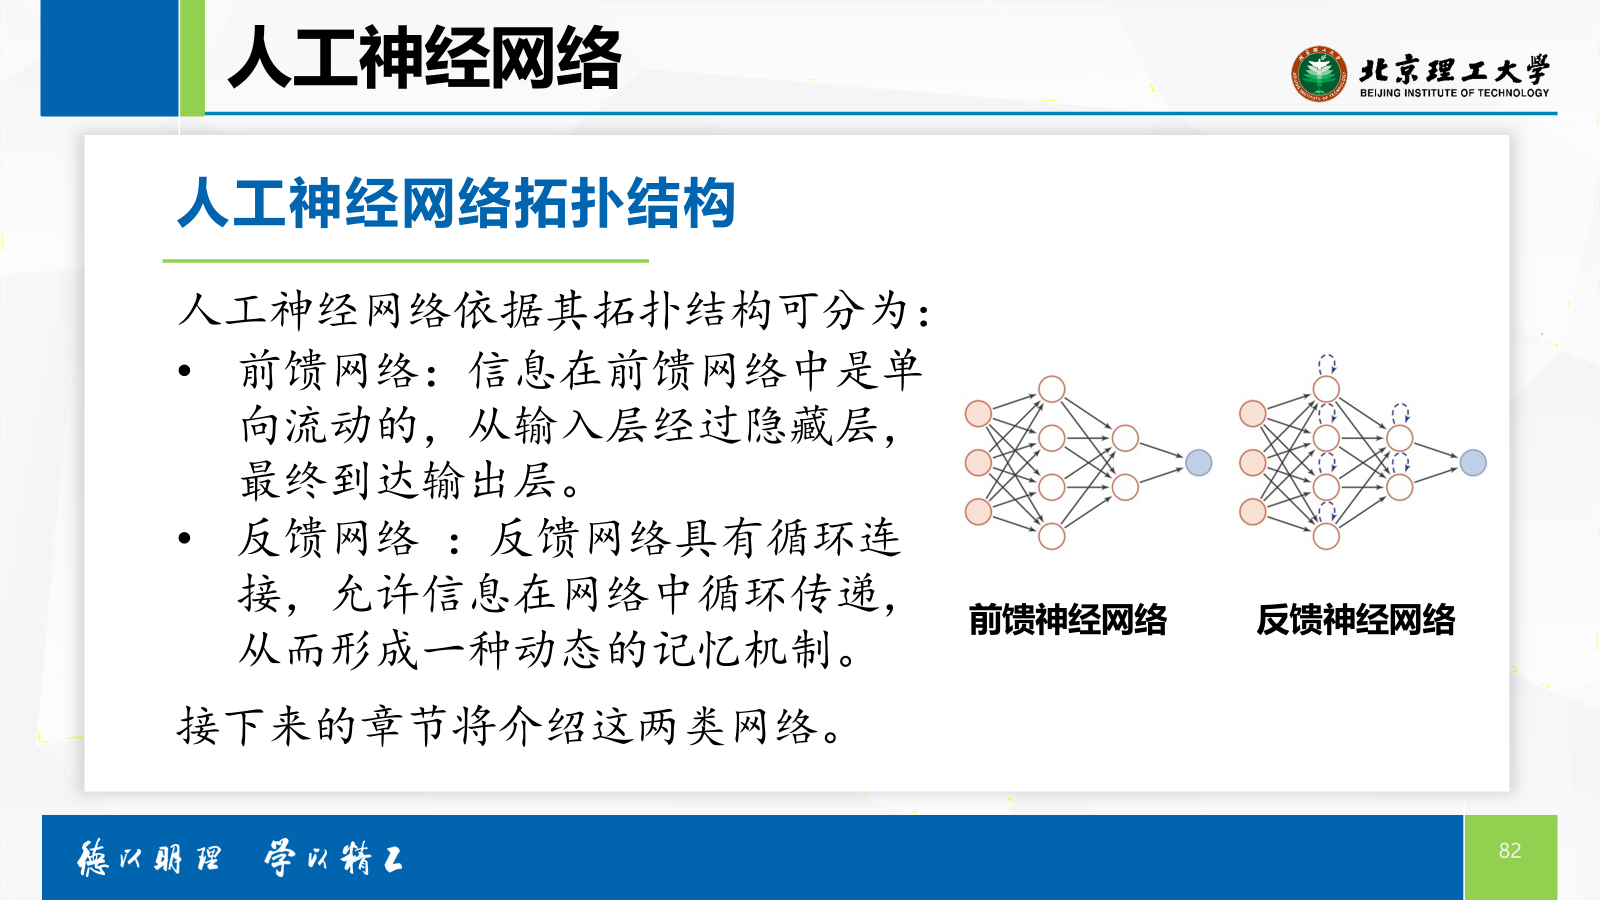 人工神经网络
北京理工大学
BEIJING INSTITUTE OF TECHNOLOGY
人工神经网络拓扑结构
人工神经网络依据其拓扑结构可分为：
• 前馈网络：信息在前馈网络中是单
向流动的，从输入层经过隐藏层，
最终到达输出层。
• 反馈网络 ：反馈网络具有循环连
接，允许信息在网络中循环传递，
从而形成一种动态的记忆机制。
接下来的章节将介绍这两类网络。
前馈神经网络
反馈神经网络
德以明理 学以精工
82